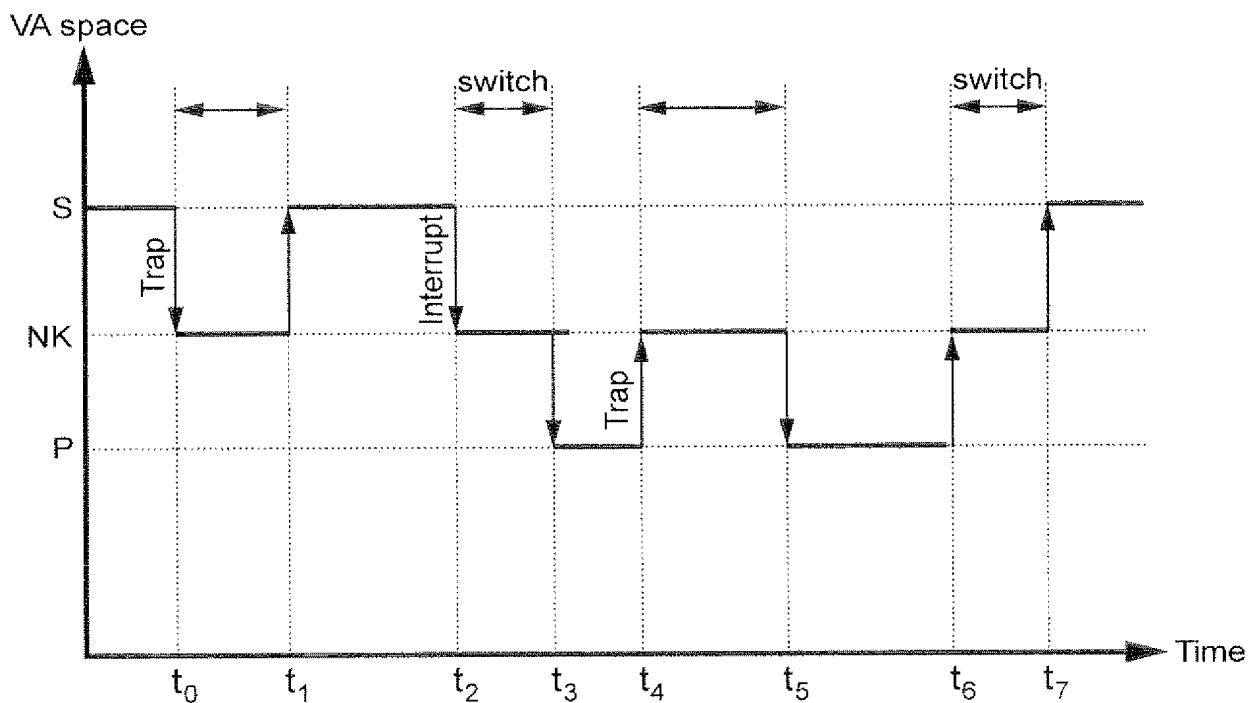 VA space
switch
switch
S
Trap
Interrupt
NK
Trap
P
Time
t0
t1
t2
t3
t4
t5
t6
t7